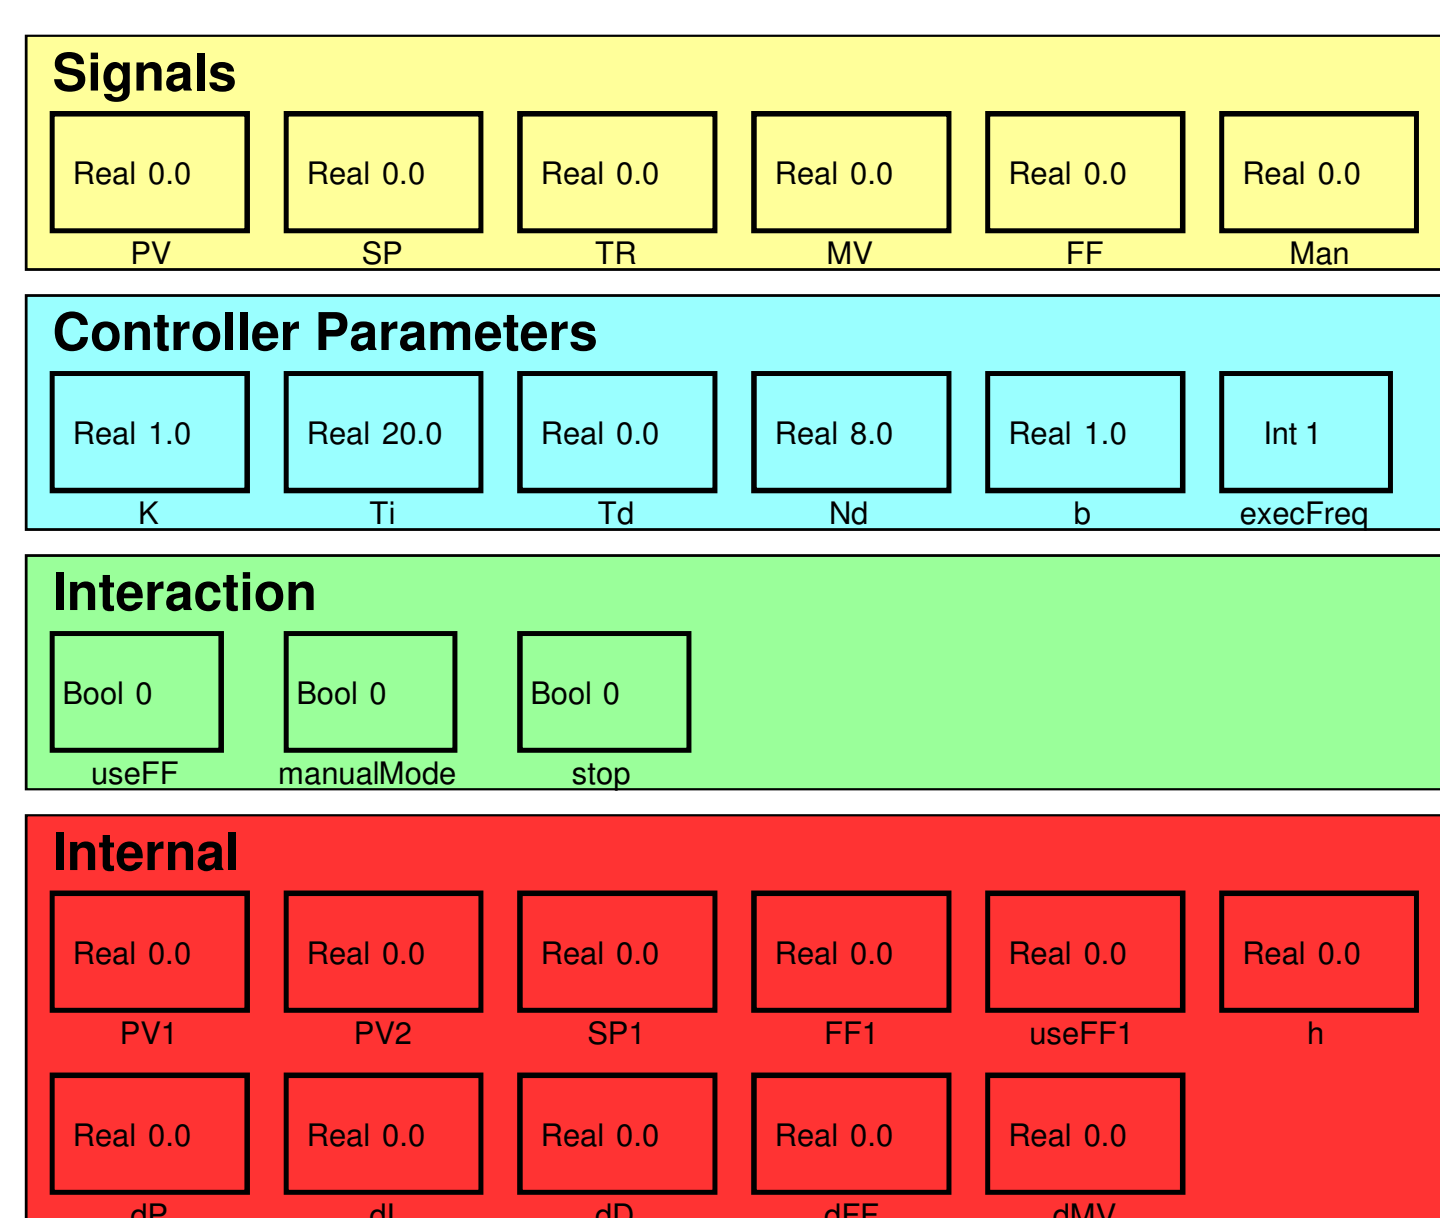 Signals
Real 0.0 Real 0.0 Real 0.0 Real 0.0 Real 0.0 Real 0.0
PV SP TR MV FF Man
Controller Parameters
Real 1.0 Real 20.0 Real 0.0 Real 8.0 Real 1.0 Int 1
K Ti Td Nd b execFreq
Interaction
Bool 0 Bool 0 Bool 0
useFF manualMode stop
Internal
Real 0.0 Real 0.0 Real 0.0 Real 0.0 Real 0.0 Real 0.0
PV1 PV2 SP1 FF1 useFF1 h
Real 0.0 Real 0.0 Real 0.0 Real 0.0 Real 0.0
dP dI dD dFF dMV